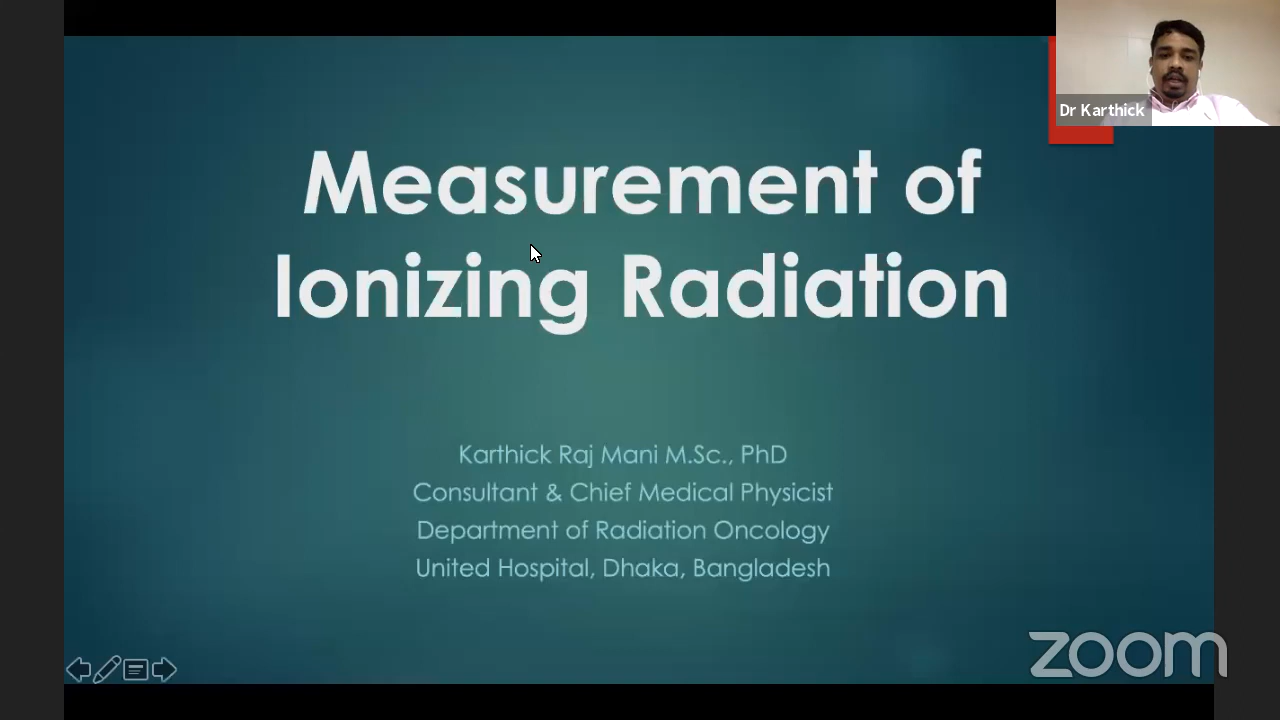 Dr Karthick
Measurement of
Ionizing Radiation
Karthick Raj Mani M.Sc., PhD
Consultant & Chief Medical Physicist
Department of Radiation Oncology
United Hospital, Dhaka, Bangladesh
zoom